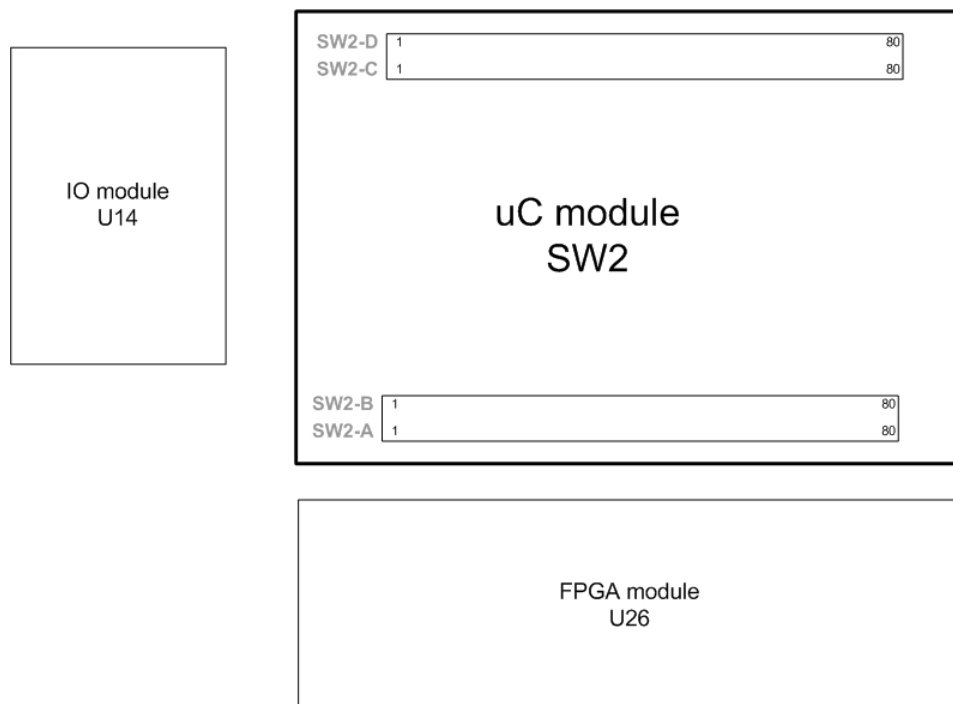 SW2-D 1 80
SW2-C 1 80
IO module
U14
uC module
SW2
SW2-B 1 80
SW2-A 1 80
FPGA module
U26